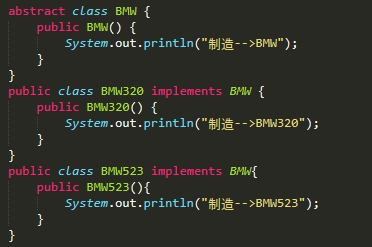 abstract class BMW {
    public BMW() {
        System.out.println("制造-->BMW");
    }
}
public class BMW320 implements BMW {
    public BMW320() {
        System.out.println("制造-->BMW320");
    }
}
public class BMW523 implements BMW{
    public BMW523(){
        System.out.println("制造-->BMW523");
    }
}